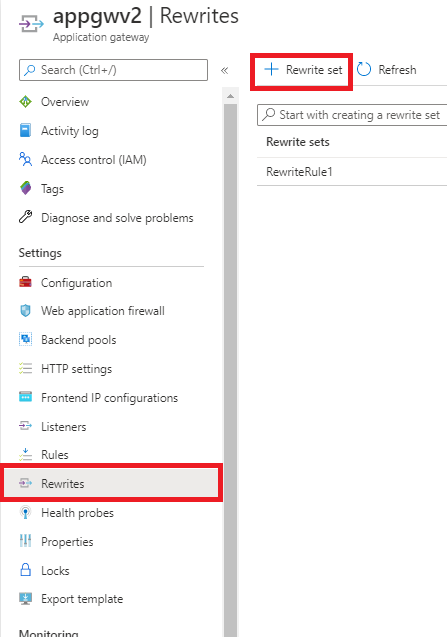 appgwv2 | Rewrites
Application gateway
Search (Ctrl+/)
«
Overview
Activity log
Access control (IAM)
Tags
Diagnose and solve problems
Settings
Configuration
Web application firewall
Backend pools
HTTP settings
Frontend IP configurations
Listeners
Rules
Rewrites
Health probes
Properties
Locks
Export template
Monitoring
+ Rewrite set
Refresh
Start with creating a rewrite set
Rewrite sets
RewriteRule1